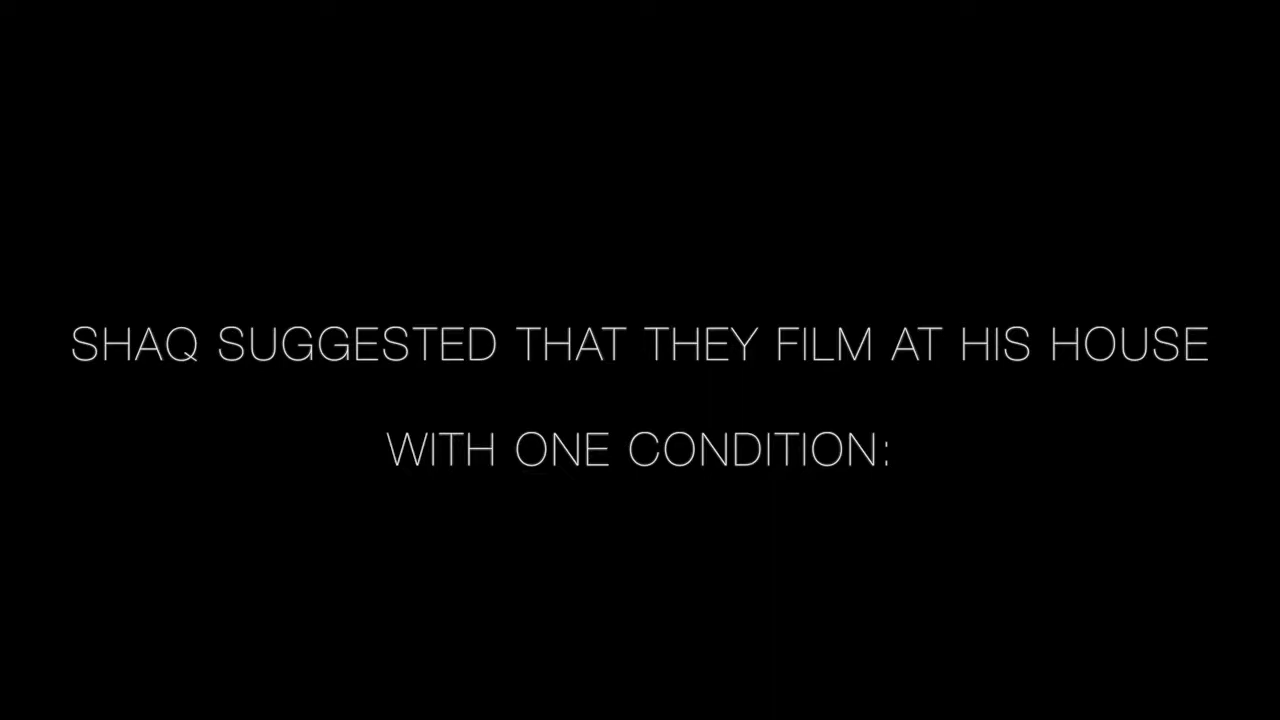 SHAQ SUGGESTED THAT THEY FILM AT HIS HOUSE
WITH ONE CONDITION: